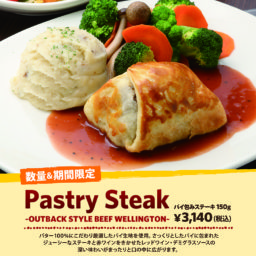 数量&期間限定
Pastry Steak パイ包みステーキ 150g
-OUTBACK STYLE BEEF WELLINGTON- ¥3,140(税込)
バター100%にこだわり厳選したパイ生地を使用。さっくりとしたパイに包まれた
ジューシーなステーキと赤ワインをきかせたレッドワイン・デミグラスソースの
深い味わいがまったりと口の中に広がります。